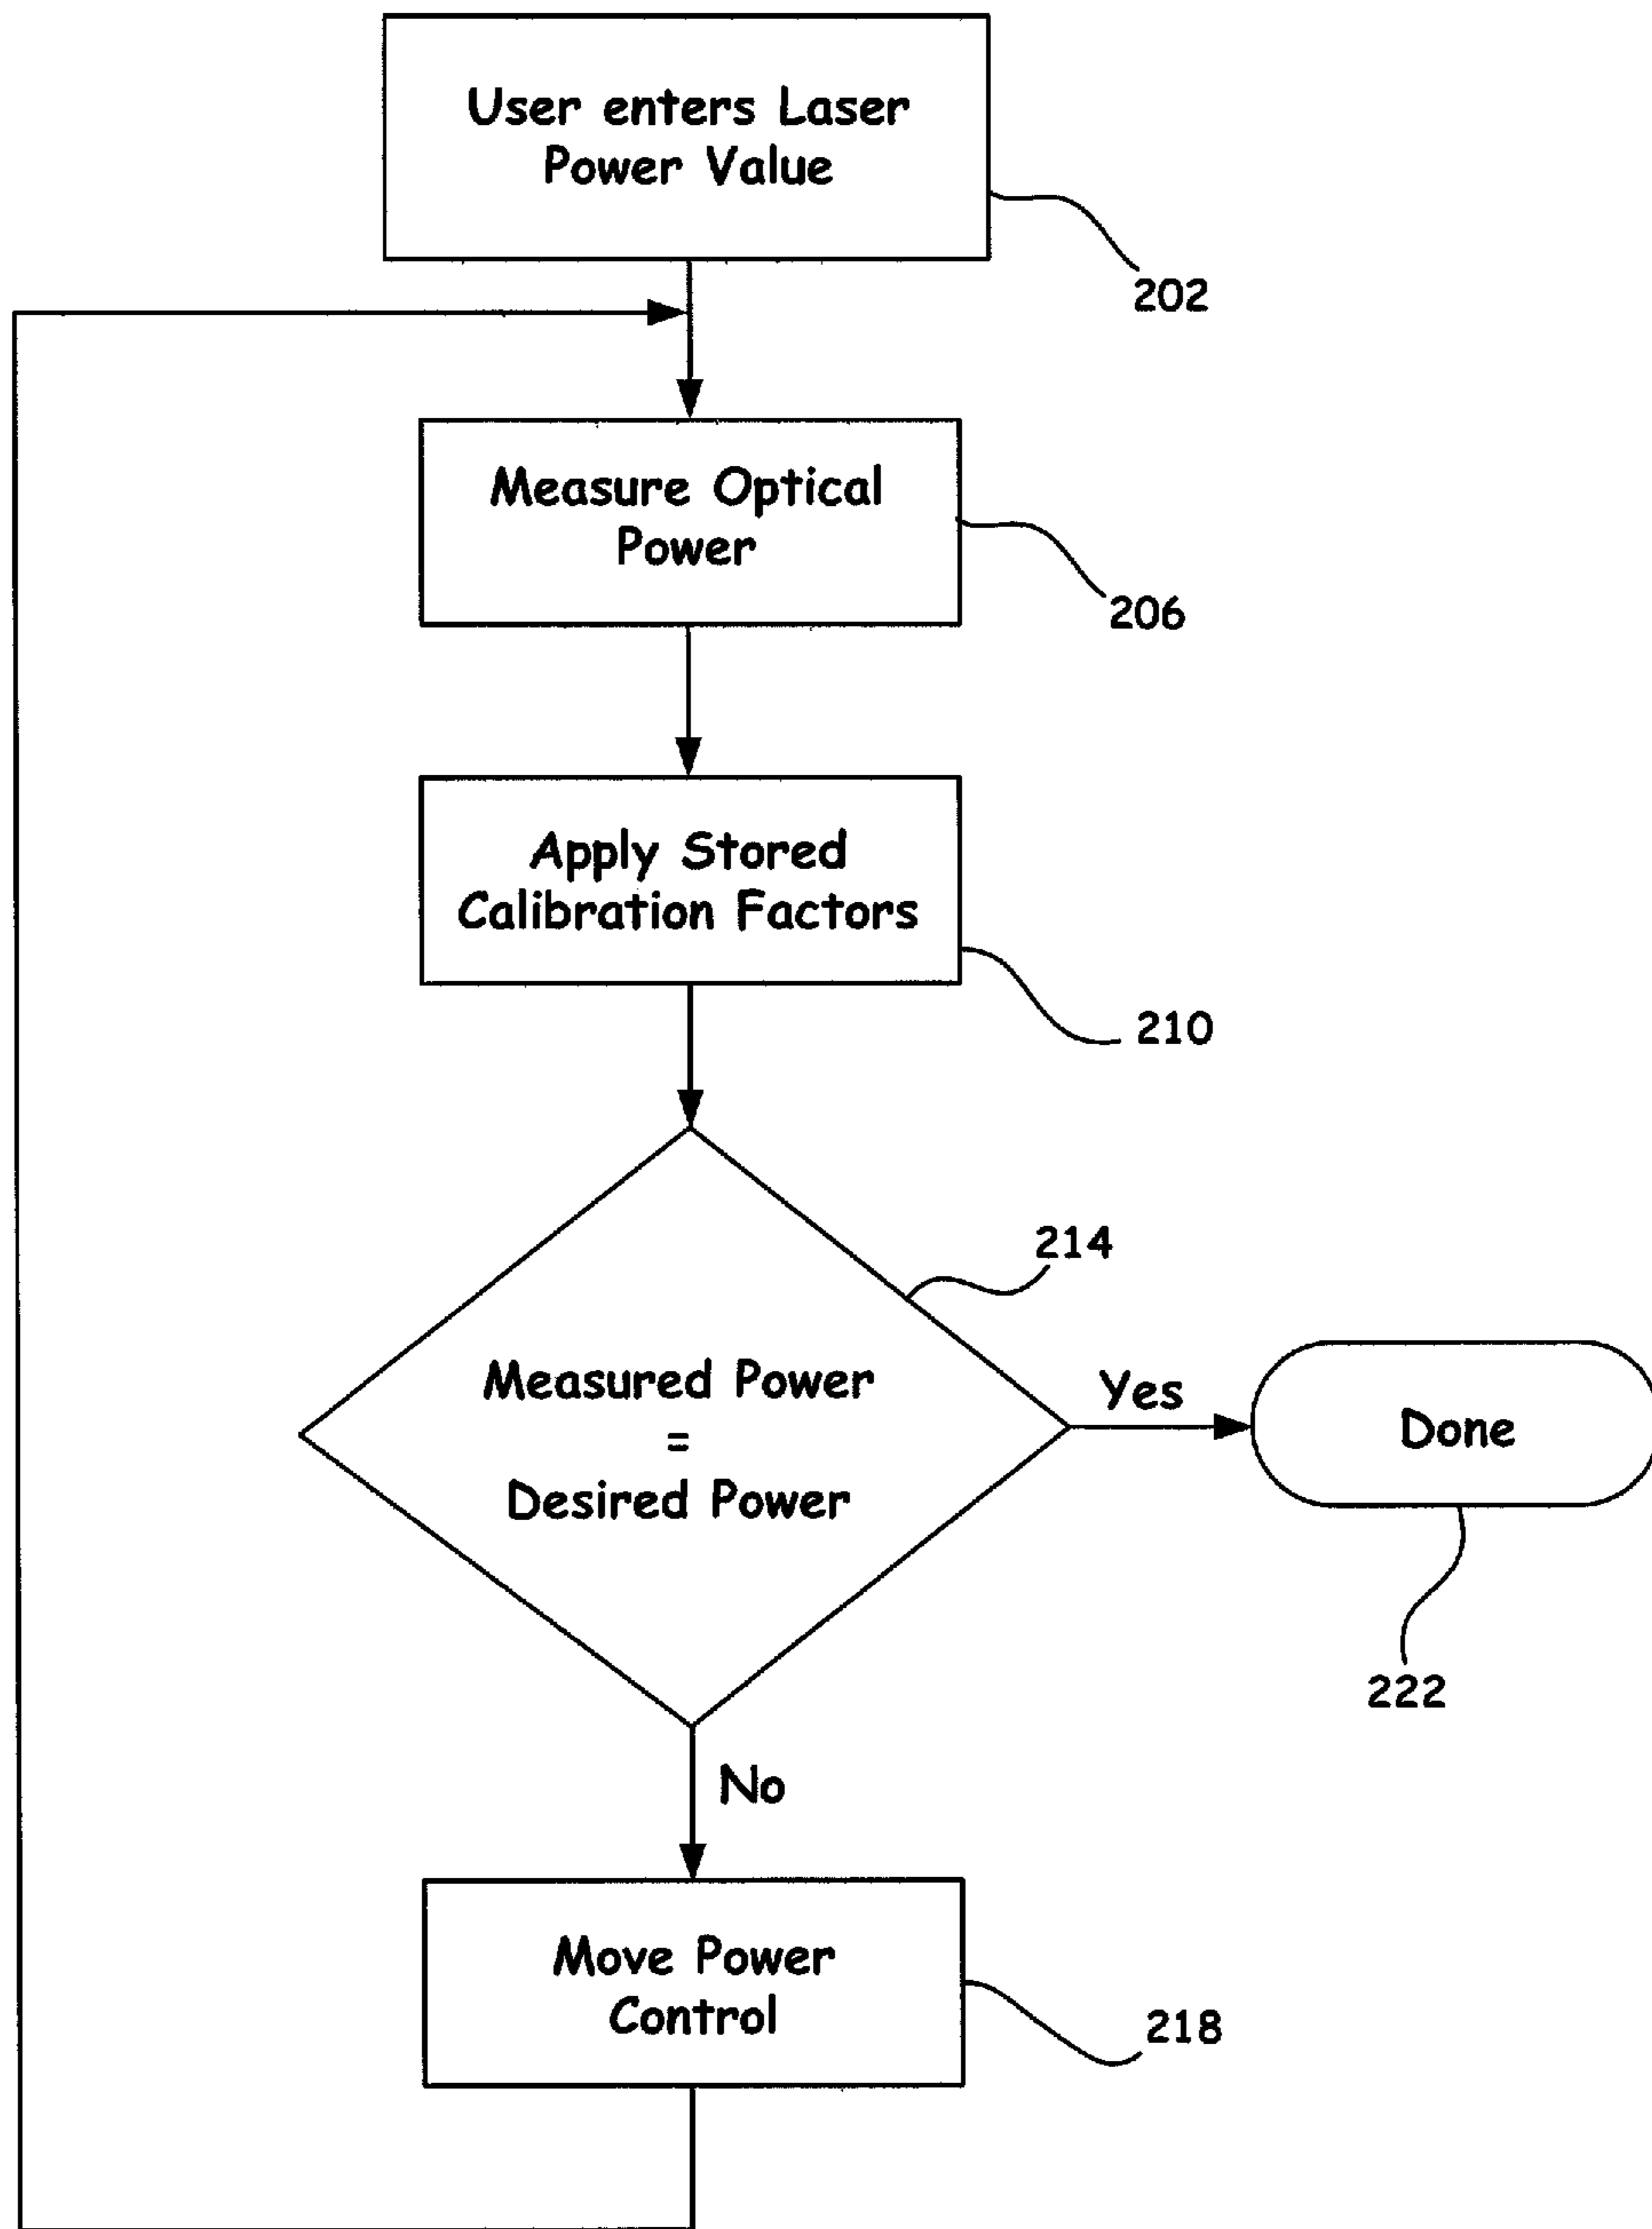 User enters Laser
Power Value
202
Measure Optical
Power
206
Apply Stored
Calibration Factors
210
214
Measured Power
=
Desired Power
Yes
Done
222
No
Move Power
Control
218